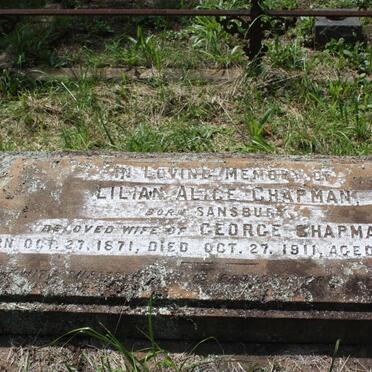 IN LOVING MEMORY OF
LILIAN ALICE CHAPMAN,
BORN SANSBURY,
BELOVED WIFE OF GEORGE CHAPMA
RN OCT. 27, 1871, DIED OCT. 27, 1911, AGED